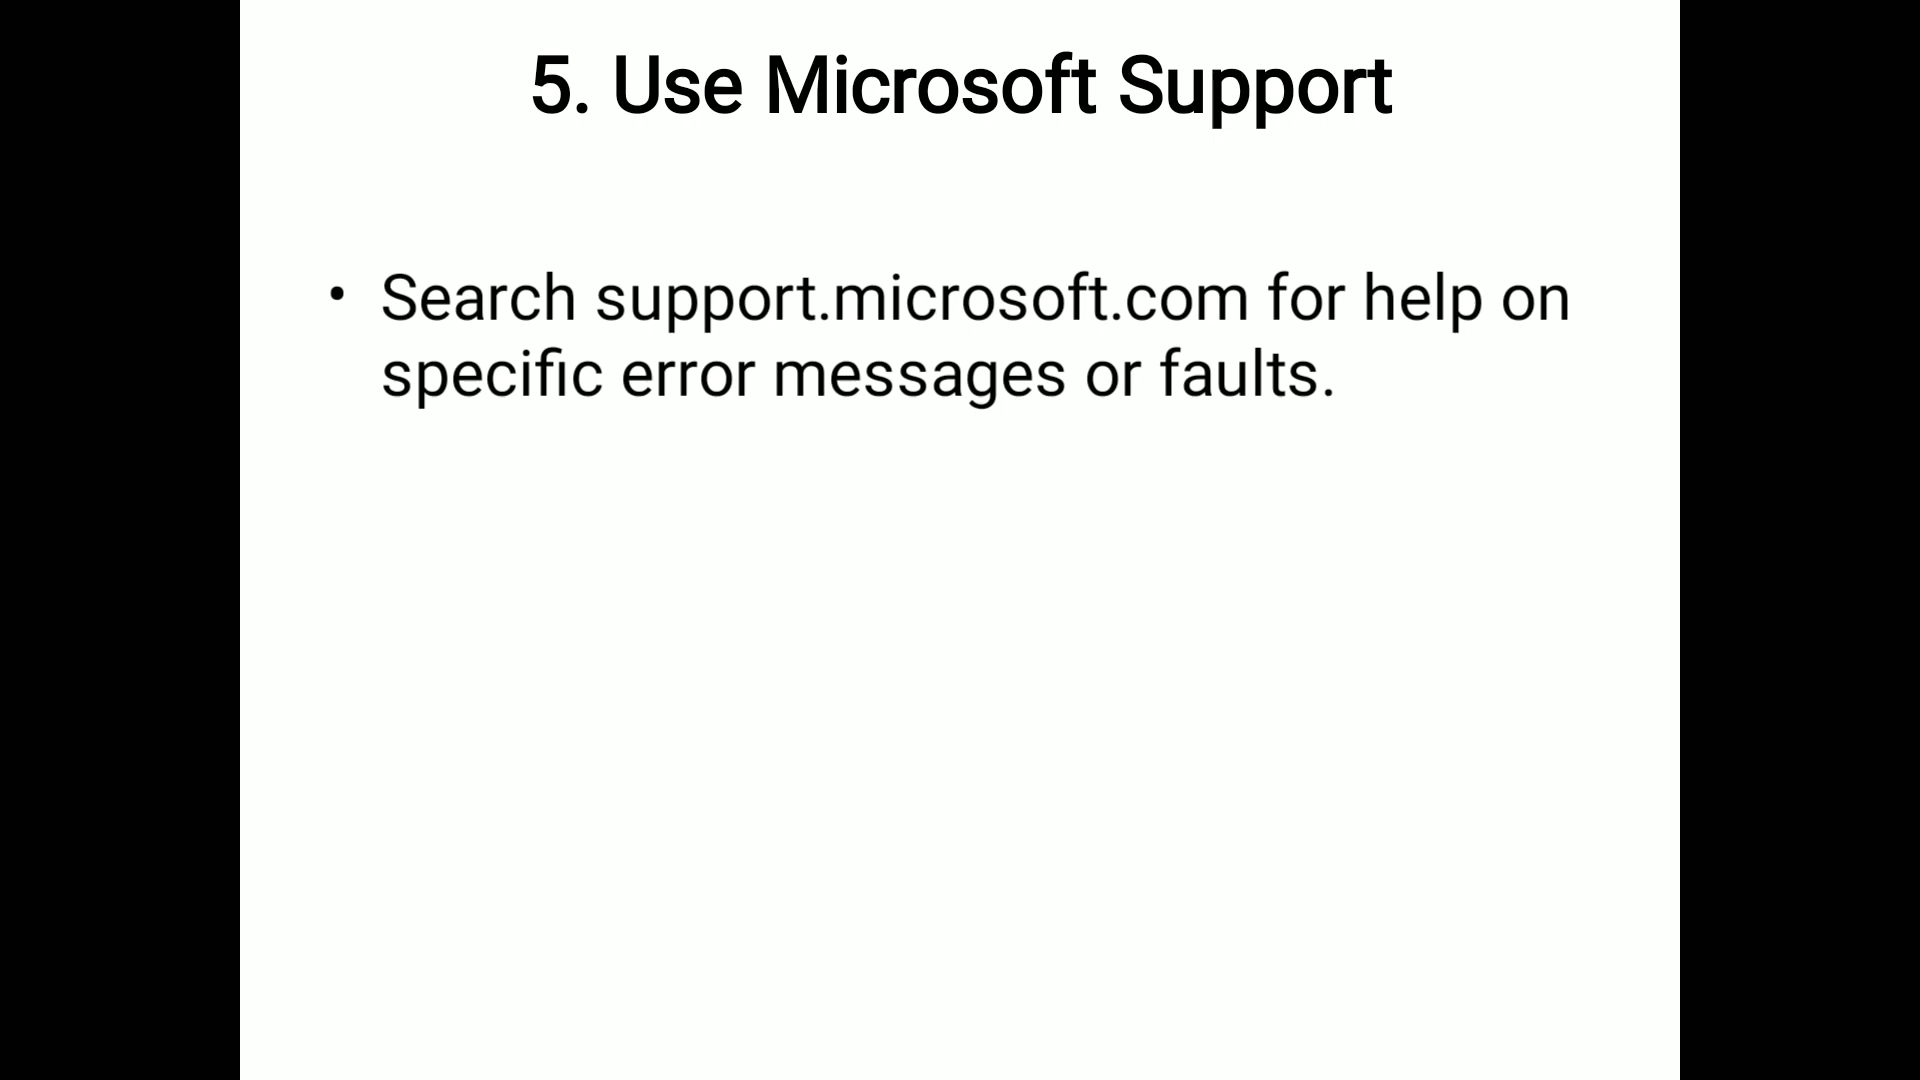 5. Use Microsoft Support
• Search support.microsoft.com for help on
specific error messages or faults.